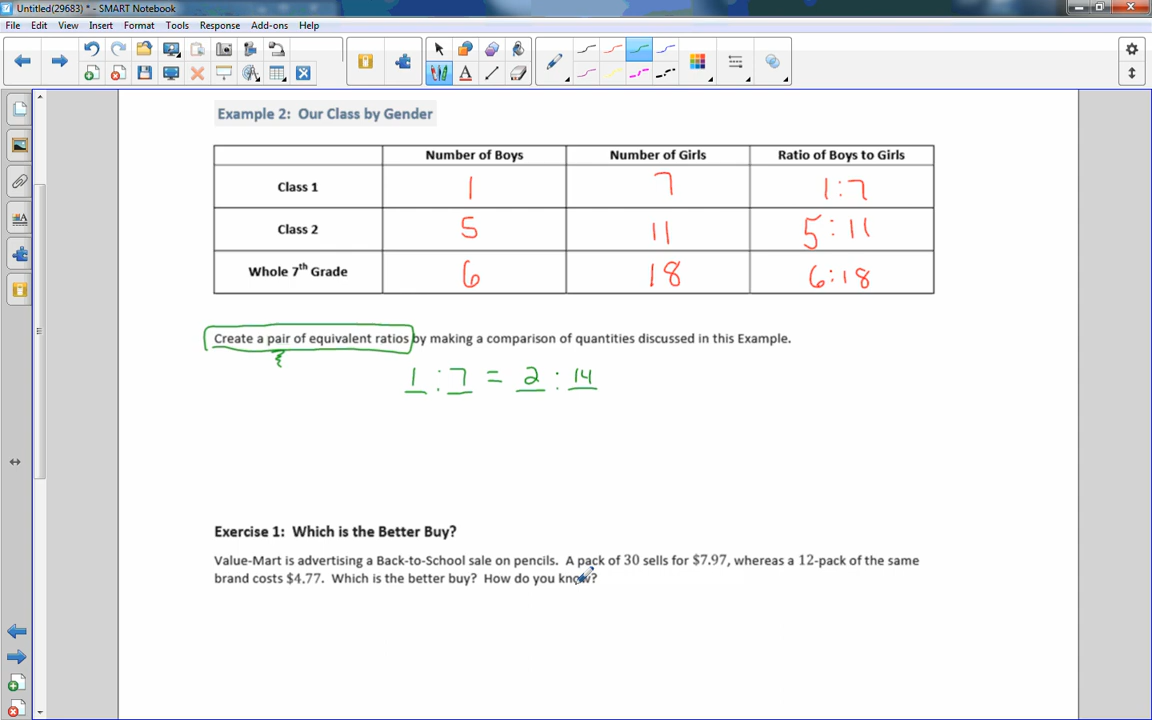 Untitled(29683) * - SMART Notebook
File Edit View Insert Format Tools Response Add-ons Help
Example 2: Our Class by Gender
Number of Boys Number of Girls Ratio of Boys to Girls
Class 1 1 7 1:7
Class 2 5 11 5:11
Whole 7th Grade 6 18 6:18
Create a pair of equivalent ratios by making a comparison of quantities discussed in this Example.
1 : 7 = 2 : 14
Exercise 1: Which is the Better Buy?
Value-Mart is advertising a Back-to-School sale on pencils. A pack of 30 sells for $7.97, whereas a 12-pack of the same
brand costs $4.77. Which is the better buy? How do you know?